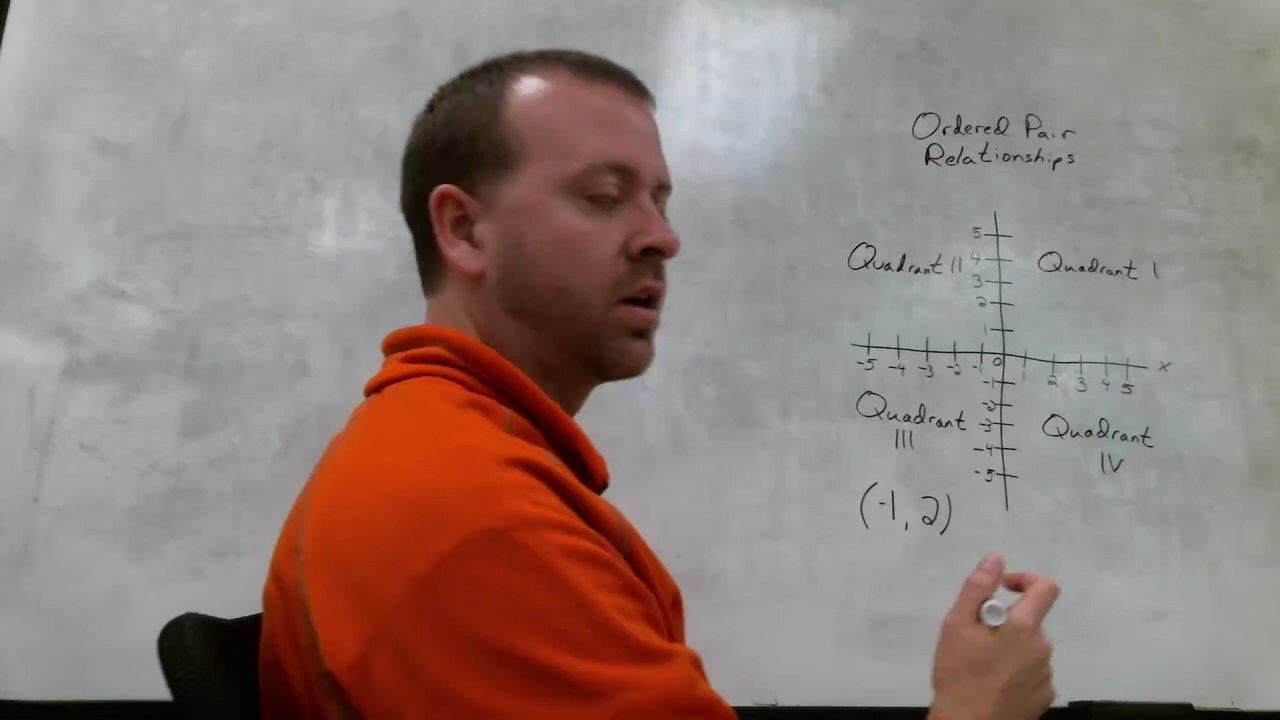 Ordered Pair
Relationships
5
Quadrant II 4 Quadrant I
3
2
1
-5 -4 -3 -2 -1 0 1 2 3 4 5 x
-1
-2
Quadrant -3 Quadrant
III -4 IV
-5
(-1, 2)